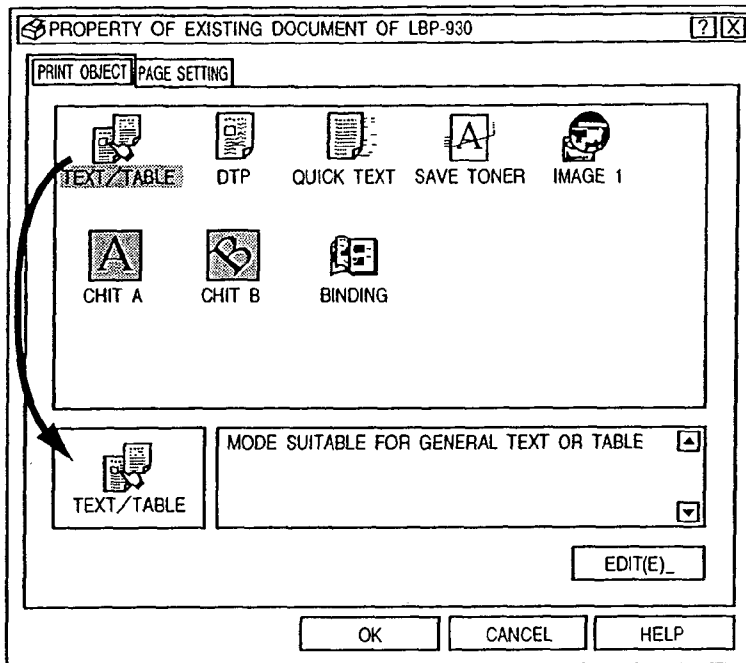 PROPERTY OF EXISTING DOCUMENT OF LBP-930 ? X
PRINT OBJECT PAGE SETTING
TEXT/TABLE DTP QUICK TEXT SAVE TONER IMAGE 1
CHIT A CHIT B BINDING
MODE SUITABLE FOR GENERAL TEXT OR TABLE
TEXT/TABLE
EDIT(E)_
OK CANCEL HELP